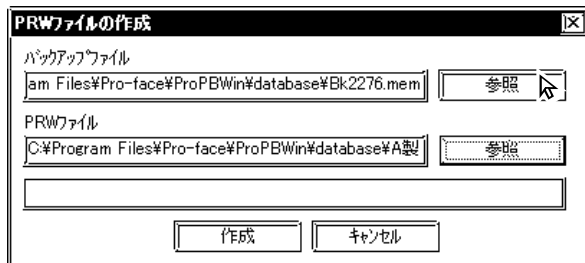 PRWファイルの作成
バックアップファイル
am Files¥Pro-face¥ProPBWin¥database¥Bk2276.mem
参照
PRWファイル
C:¥Program Files¥Pro-face¥ProPBWin¥database¥A製
参照
作成
キャンセル